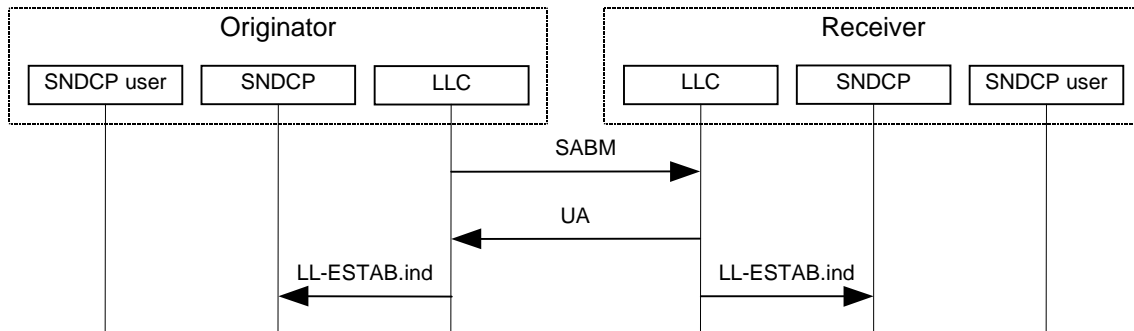 Originator
Receiver
SNDCP user
SNDCP
LLC
LLC
SNDCP
SNDCP user
SABM
UA
LL-ESTAB.ind
LL-ESTAB.ind